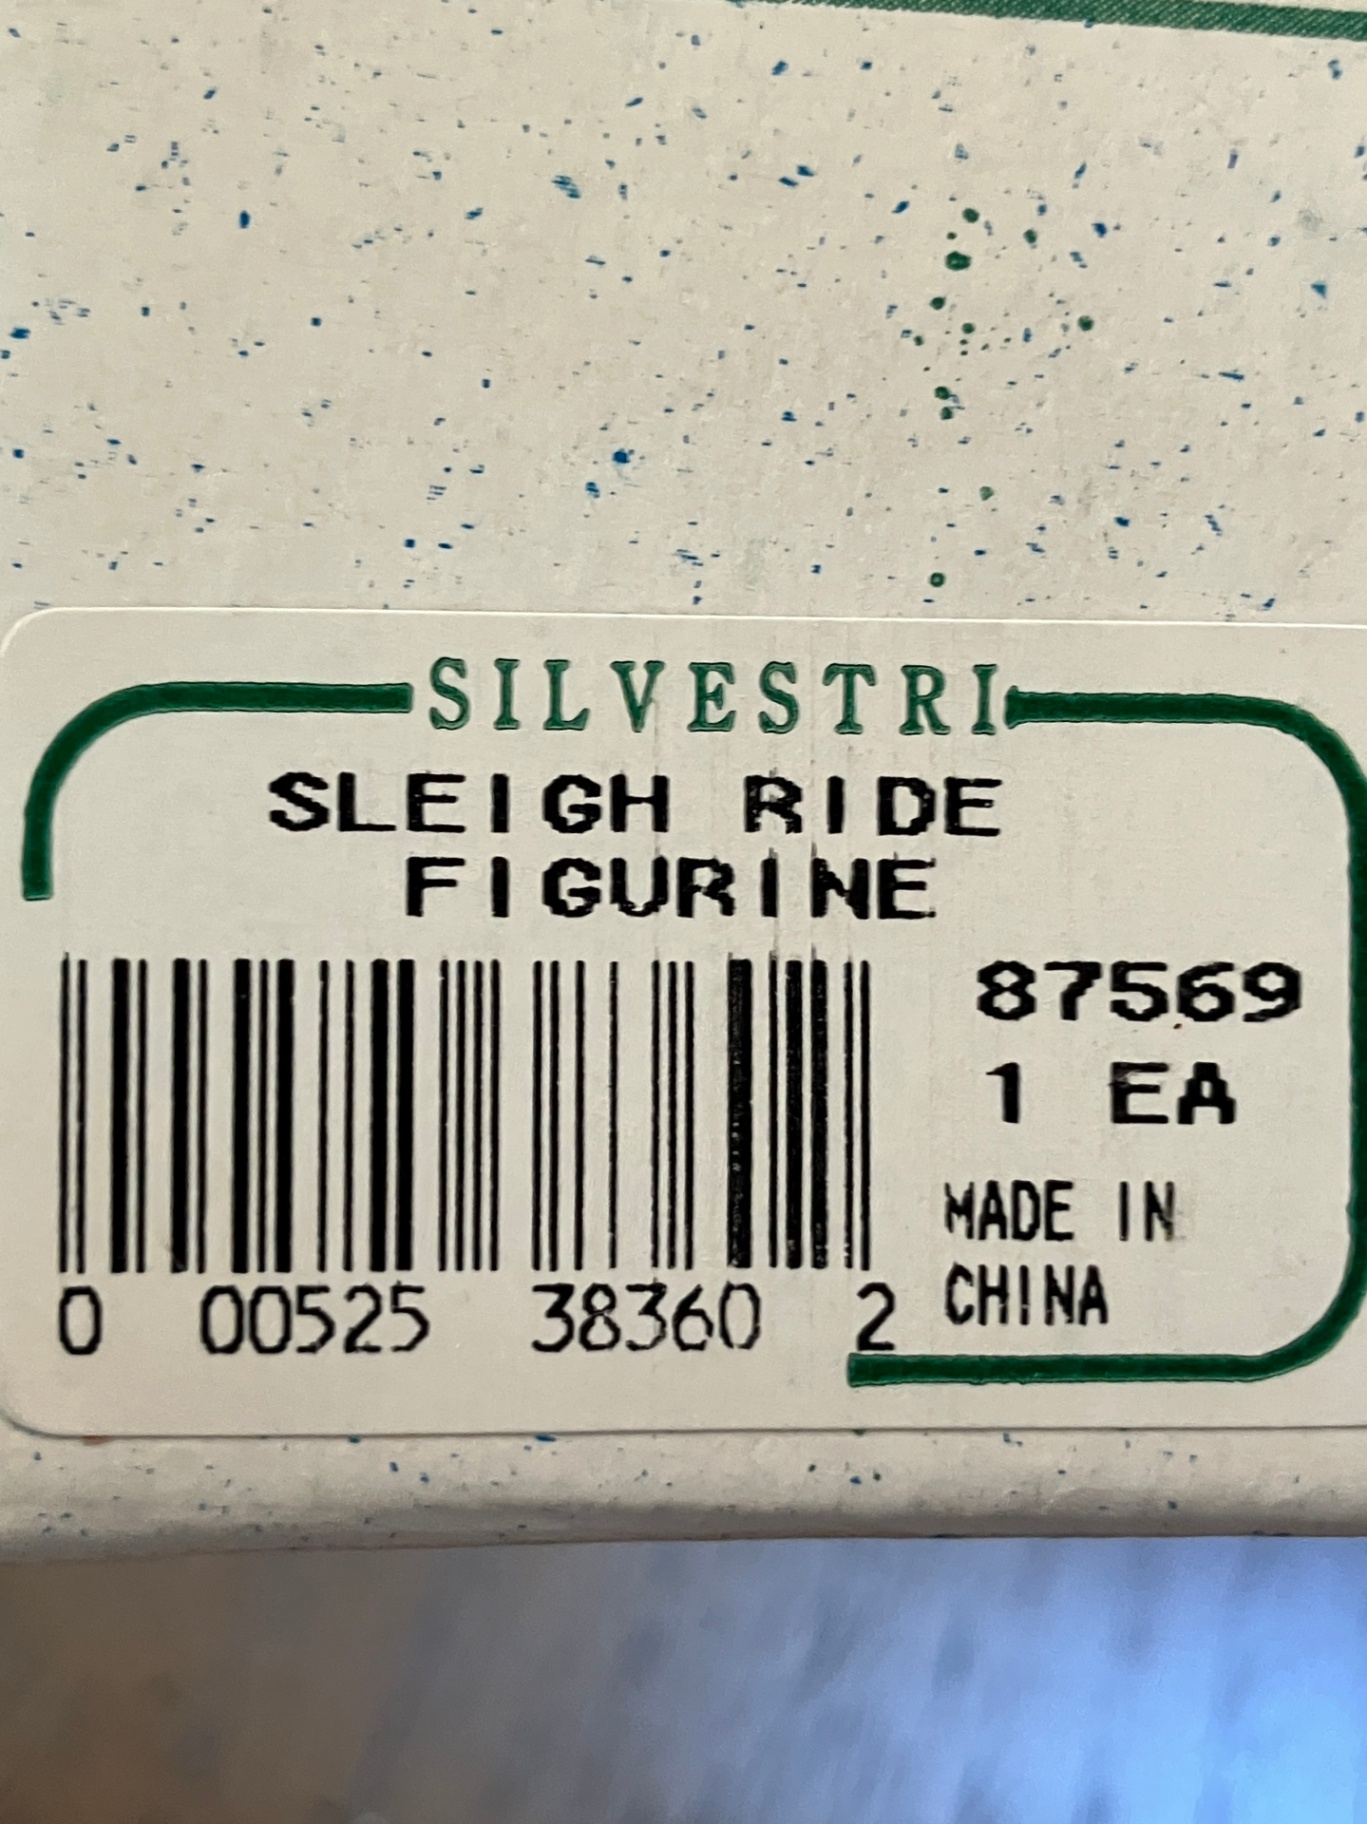 SILVESTRI
SLEIGH RIDE
FIGURINE
87569
1 EA
MADE IN
CHINA
0 00525 38360 2